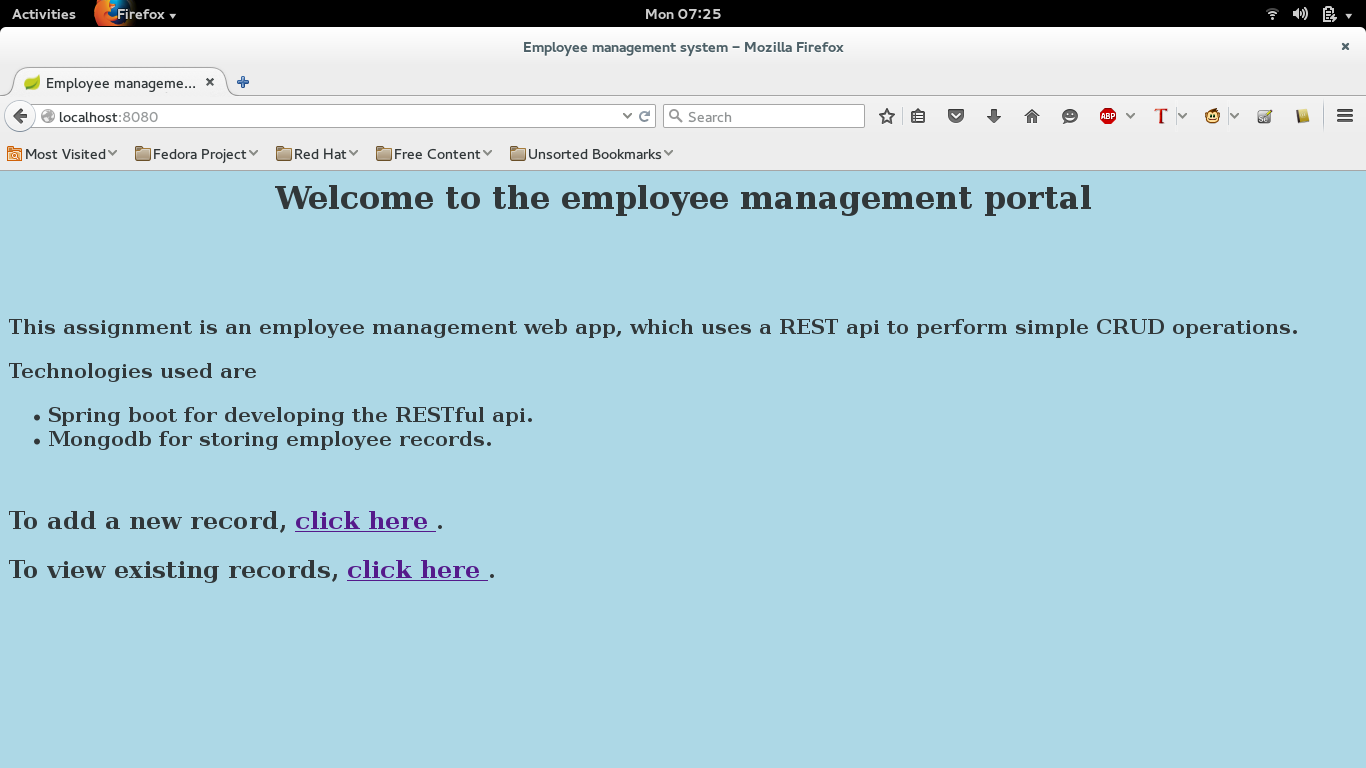 Activities Firefox Mon 07:25
Employee management system – Mozilla Firefox
Employee manageme...
localhost:8080 Search ABP T
Most Visited Fedora Project Red Hat Free Content Unsorted Bookmarks
Welcome to the employee management portal
This assignment is an employee management web app, which uses a REST api to perform simple CRUD operations.
Technologies used are
• Spring boot for developing the RESTful api.
• Mongodb for storing employee records.
To add a new record, click here .
To view existing records, click here .